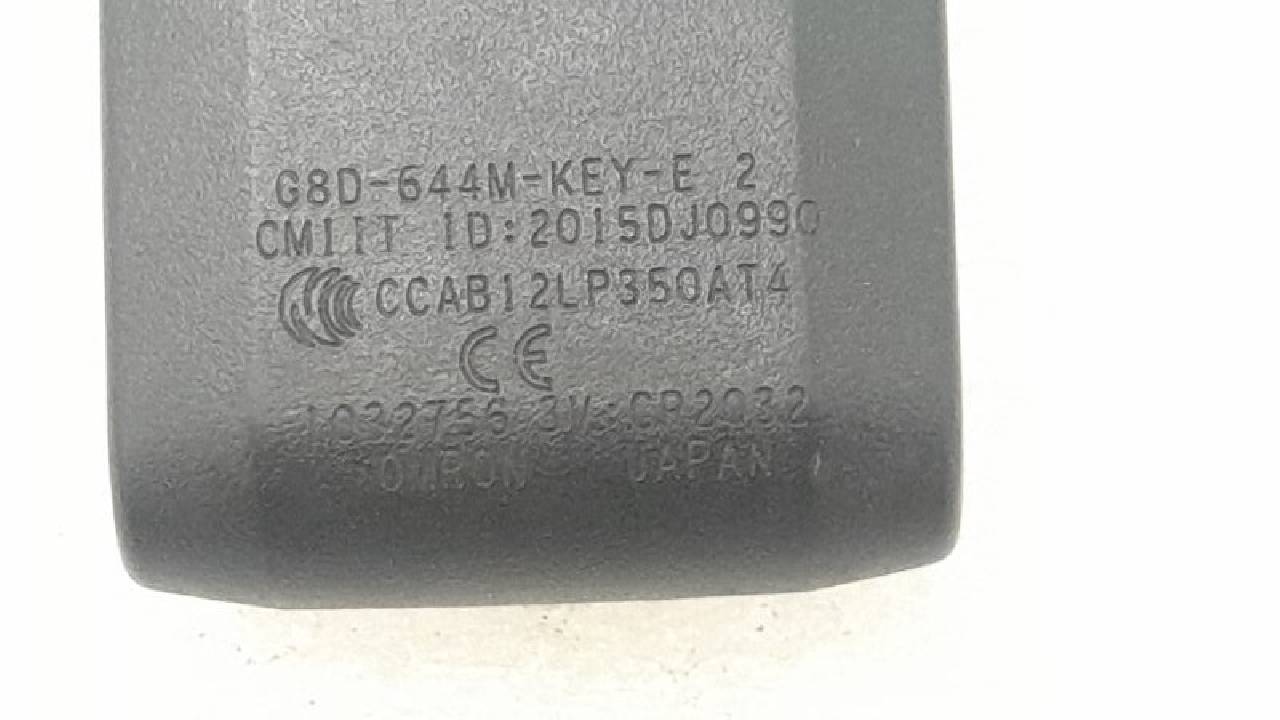 G8D-644M-KEY-E 2
CMIIT ID:2015DJ0990
CCAB12LP350AT4
CE
1032756 3V:CR2032
OMRON JAPAN